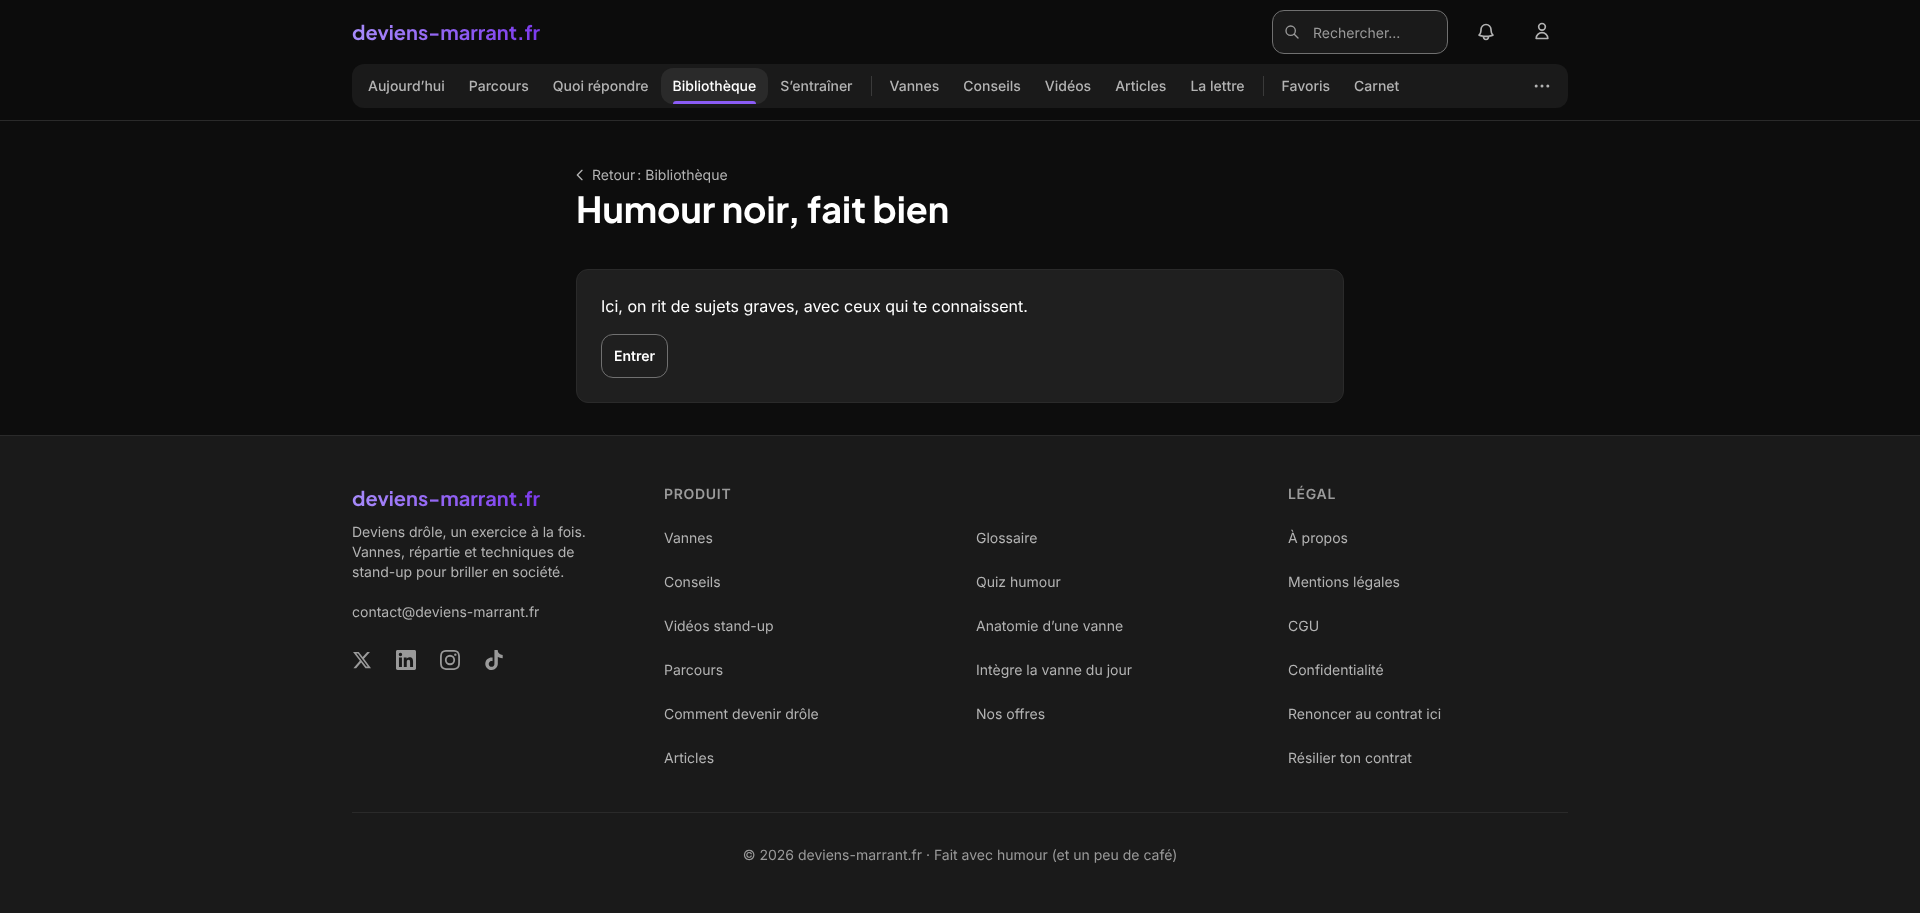 deviens-marrant.fr
Rechercher...
Aujourd’hui
Parcours
Quoi répondre
Bibliothèque
S’entraîner
Vannes
Conseils
Vidéos
Articles
La lettre
Favoris
Carnet
Retour : Bibliothèque
Humour noir, fait bien
Ici, on rit de sujets graves, avec ceux qui te connaissent.
Entrer
deviens-marrant.fr
Deviens drôle, un exercice à la fois.
Vannes, répartie et techniques de
stand-up pour briller en société.
contact@deviens-marrant.fr
PRODUIT
Vannes
Conseils
Vidéos stand-up
Parcours
Comment devenir drôle
Articles
Glossaire
Quiz humour
Anatomie d’une vanne
Intègre la vanne du jour
Nos offres
LÉGAL
À propos
Mentions légales
CGU
Confidentialité
Renoncer au contrat ici
Résilier ton contrat
© 2026 deviens-marrant.fr · Fait avec humour (et un peu de café)